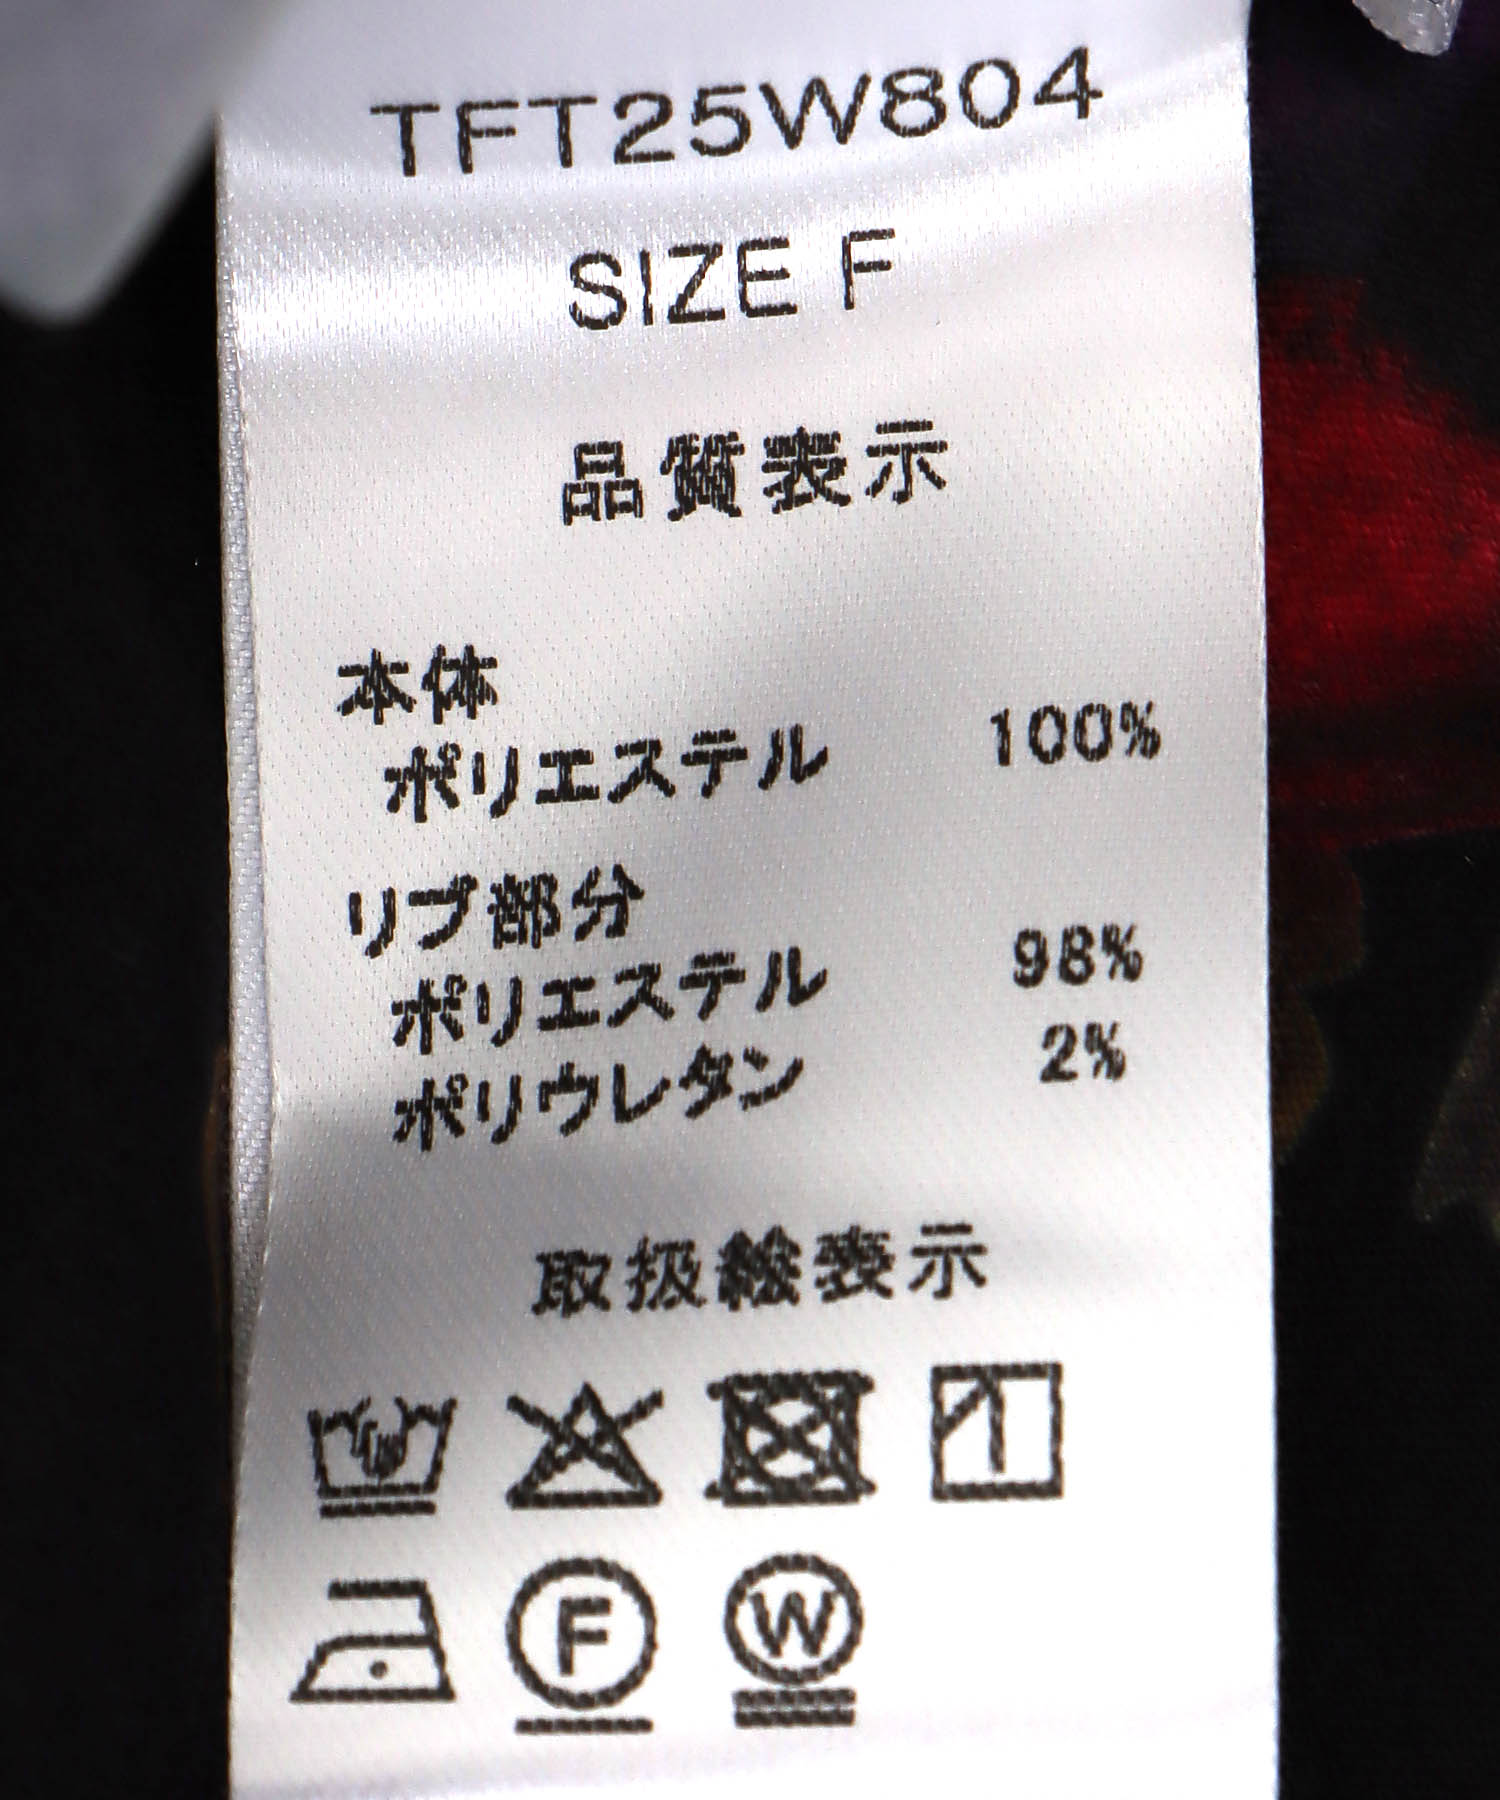 TFT25W804
SIZE F
品質表示
本体
ポリエステル 100%
リブ部分
ポリエステル 98%
ポリウレタン 2%
取扱絵表示
F W